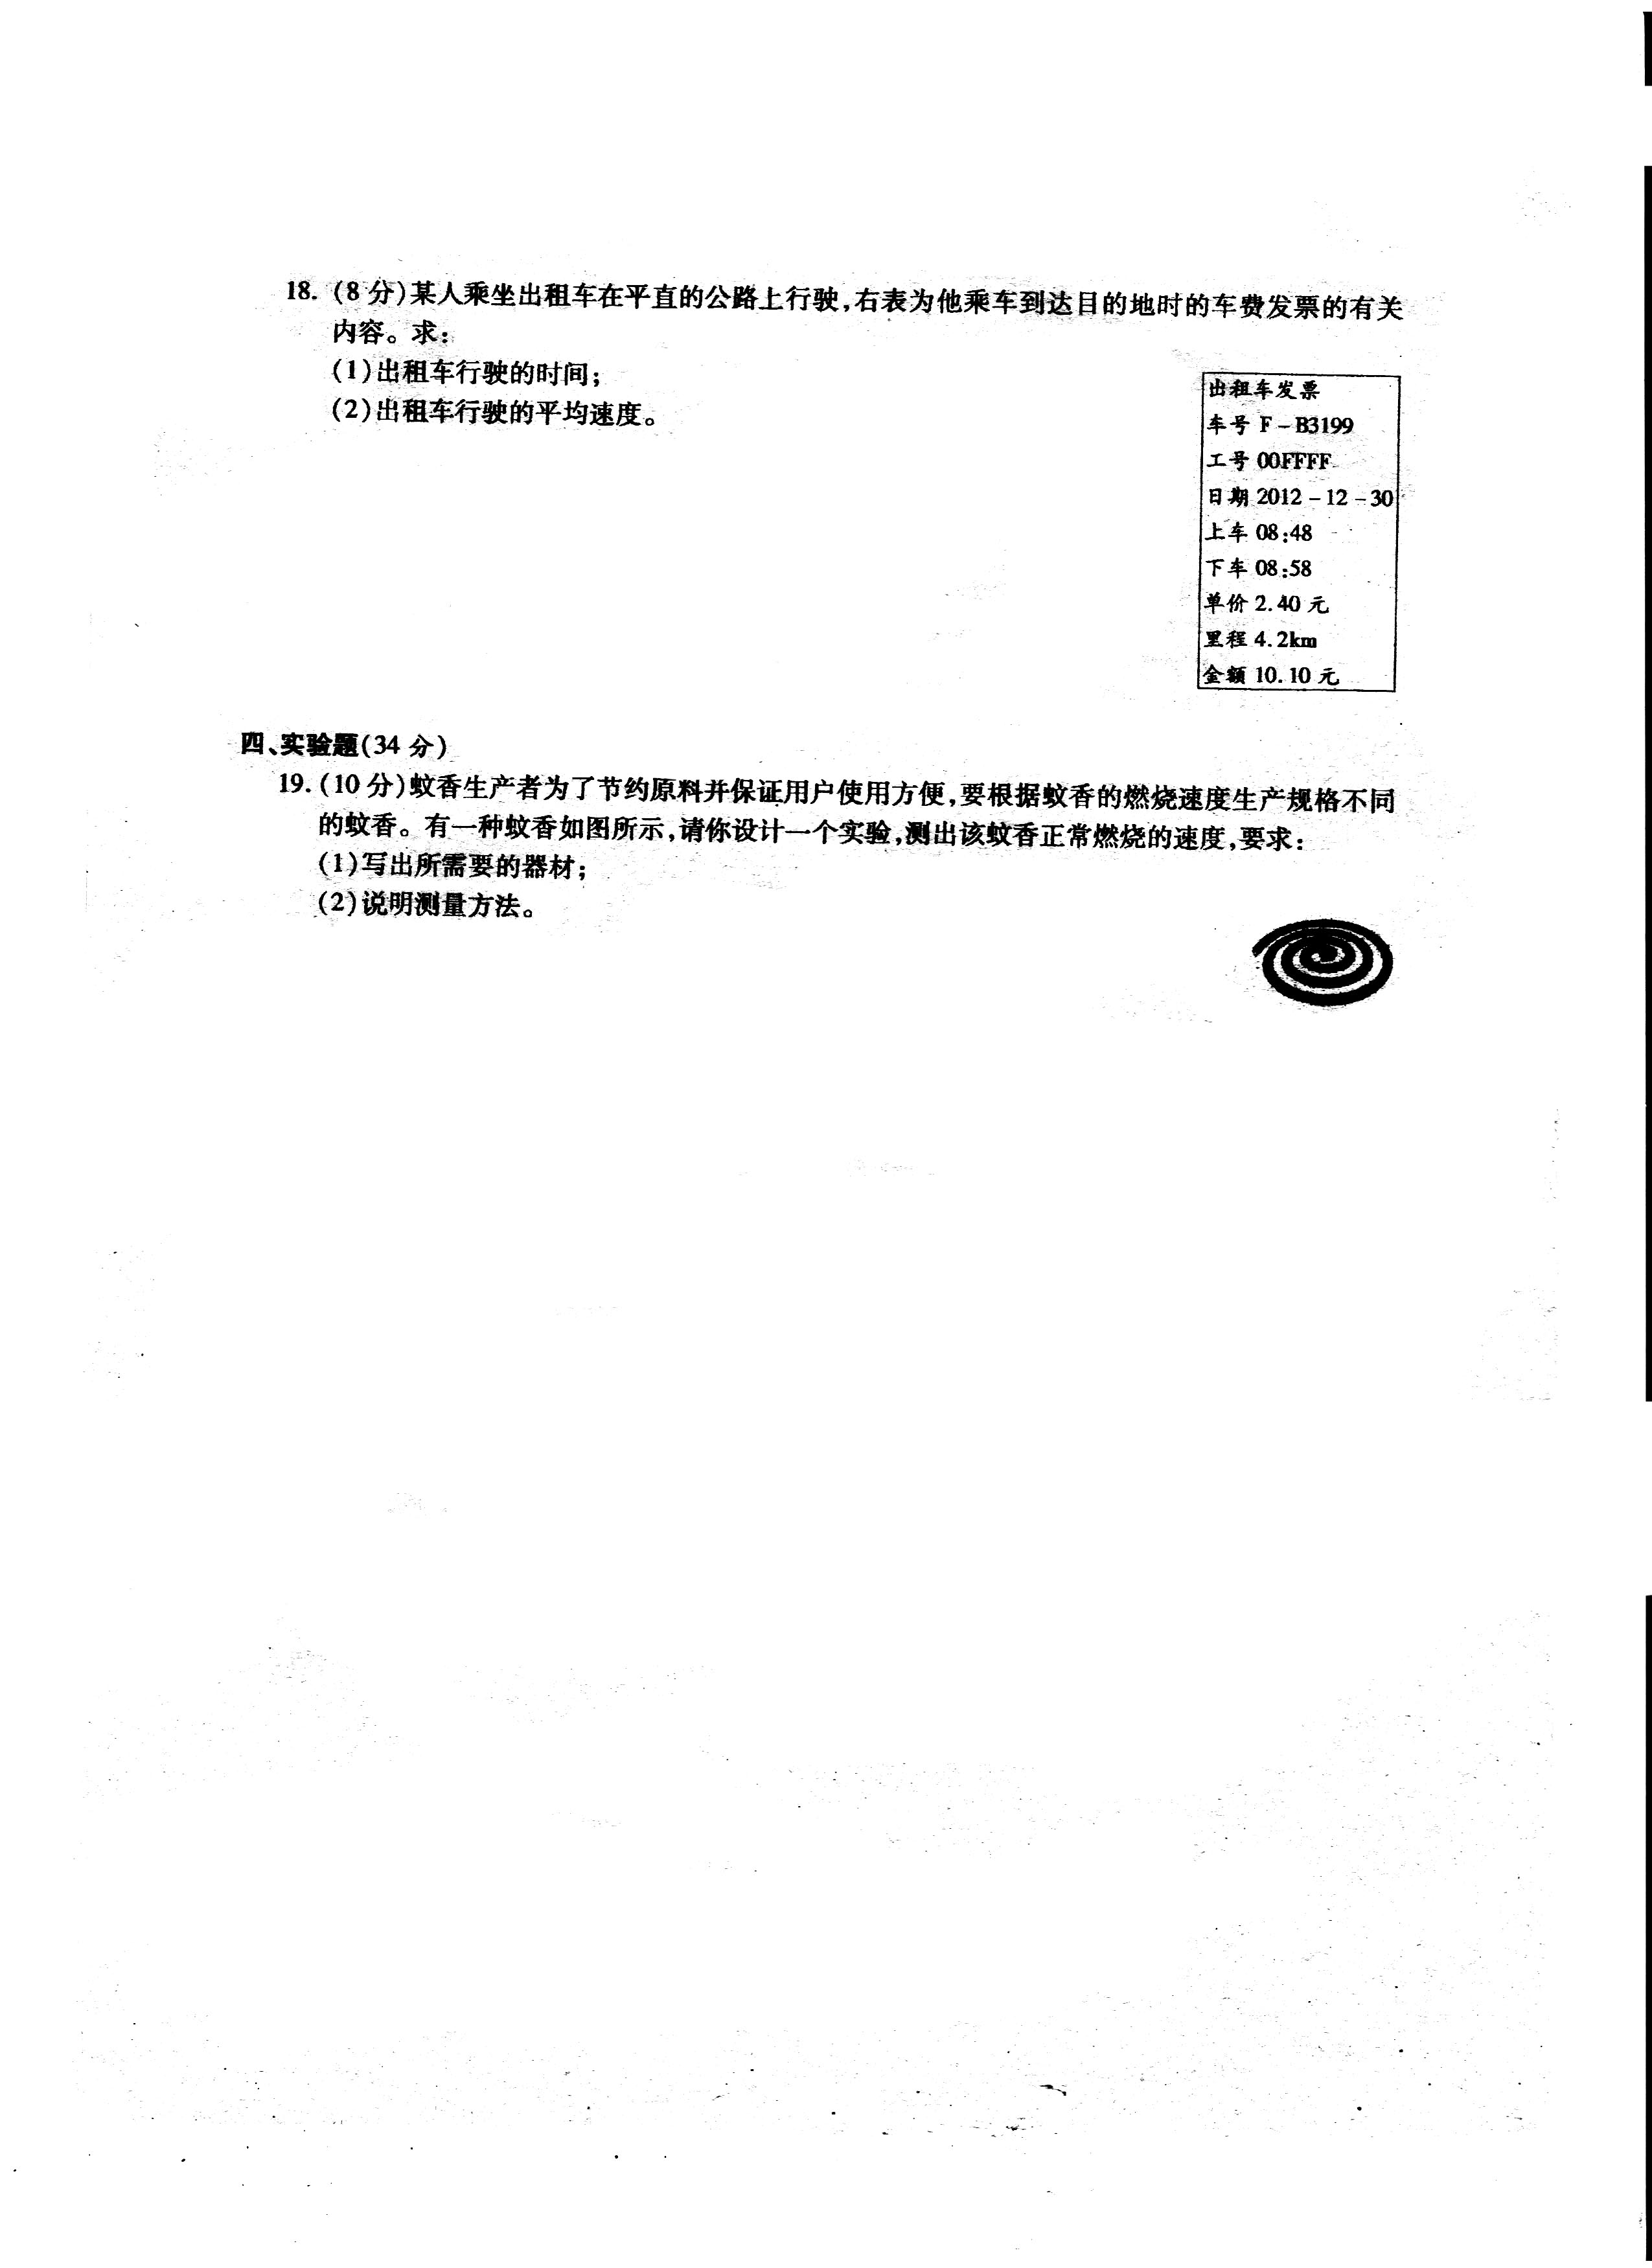 18. (8 分)某人乘坐出租车在平直的公路上行驶,右表为他乘车到达目的地时的车费发票的有关
内容。求:
(1)出租车行驶的时间;
(2)出租车行驶的平均速度。
出租车发票
车号 F－B3199
工号 00FFFF
日期 2012－12－30
上车 08:48
下车 08:58
单价 2.40 元
里程 4.2km
金额 10.10 元
四、实验题(34 分)
19. (10 分)蚊香生产者为了节约原料并保证用户使用方便,要根据蚊香的燃烧速度生产规格不同
的蚊香。有一种蚊香如图所示,请你设计一个实验,测出该蚊香正常燃烧的速度,要求:
(1)写出所需要的器材;
(2)说明测量方法。